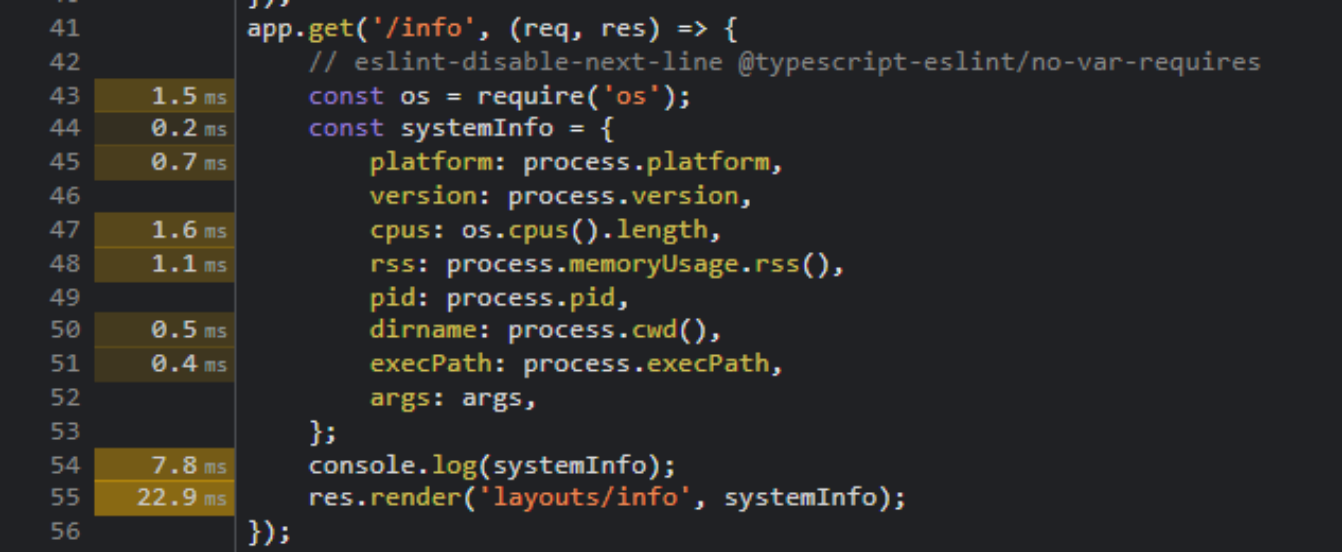 41 app.get('/info', (req, res) => {
42 // eslint-disable-next-line @typescript-eslint/no-var-requires
43 1.5 ms const os = require('os');
44 0.2 ms const systemInfo = {
45 0.7 ms platform: process.platform,
46 version: process.version,
47 1.6 ms cpus: os.cpus().length,
48 1.1 ms rss: process.memoryUsage.rss(),
49 pid: process.pid,
50 0.5 ms dirname: process.cwd(),
51 0.4 ms execPath: process.execPath,
52 args: args,
53 };
54 7.8 ms console.log(systemInfo);
55 22.9 ms res.render('layouts/info', systemInfo);
56 });